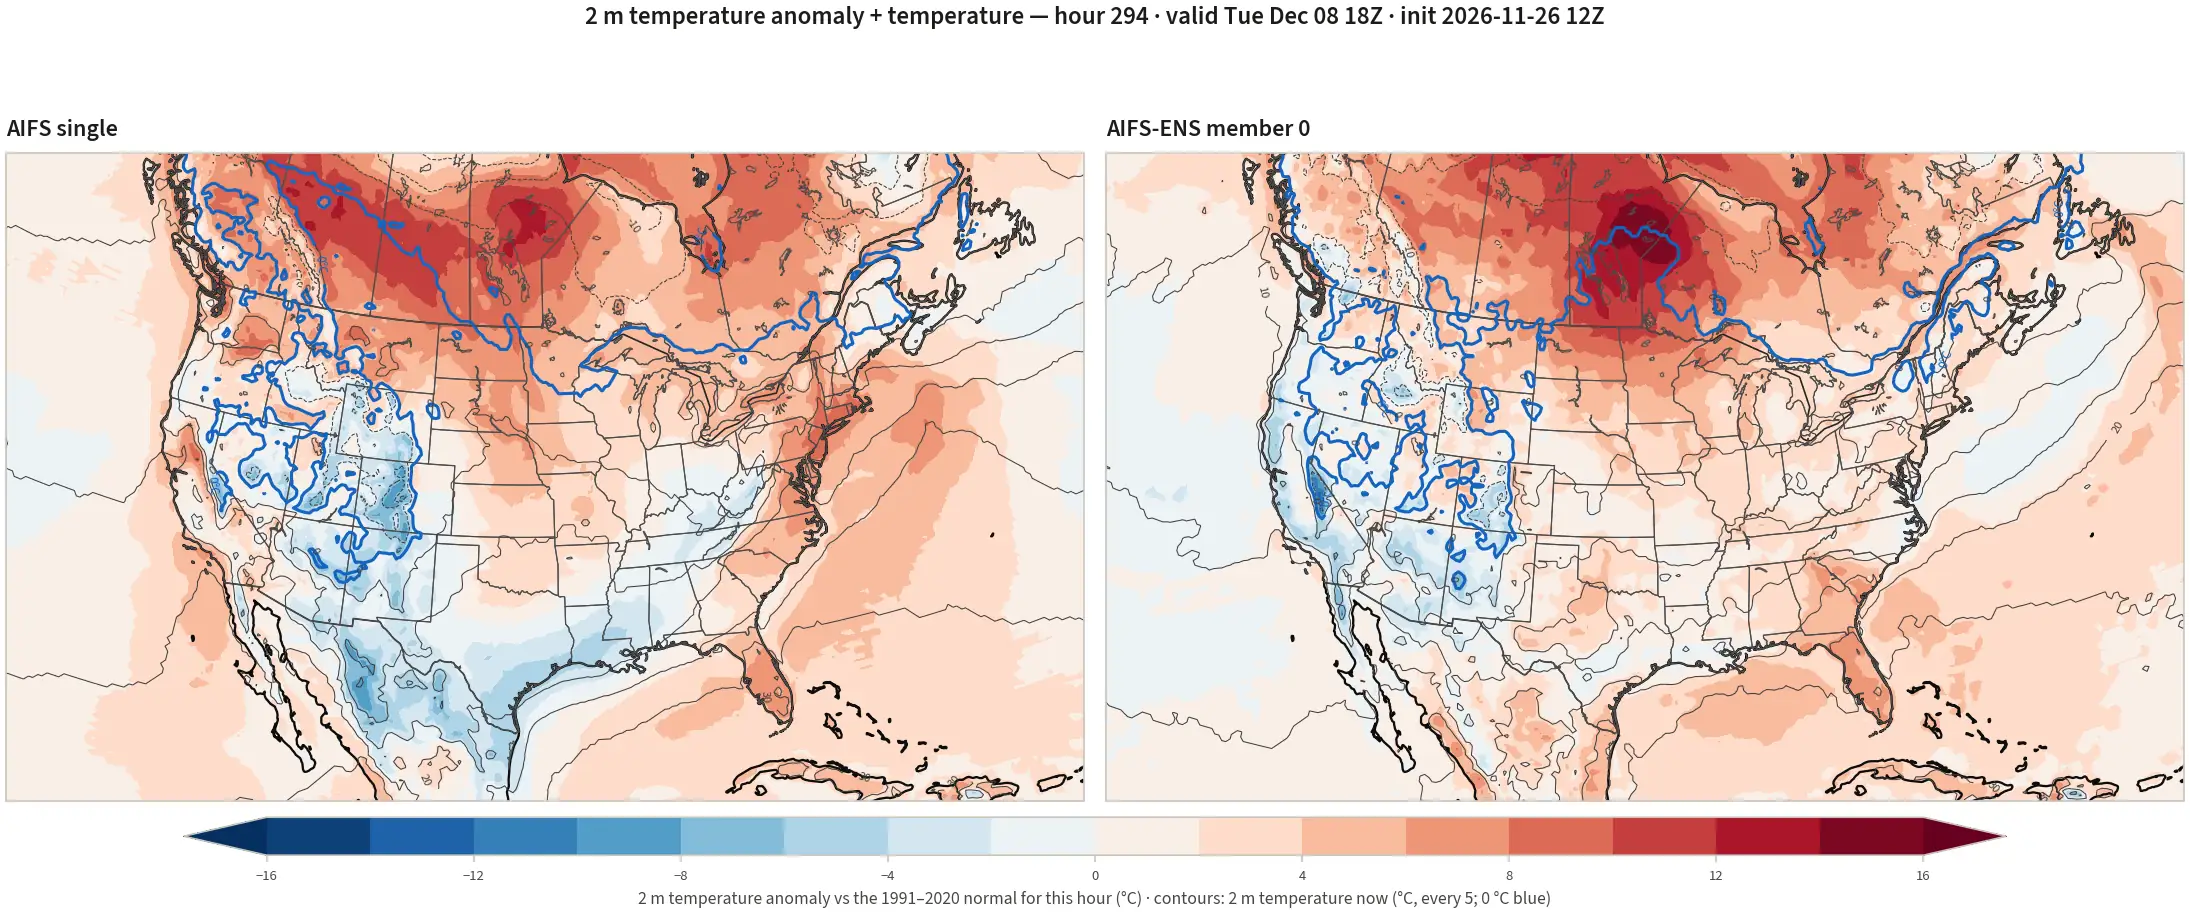 2 m temperature anomaly + temperature — hour 294 · valid Tue Dec 08 18Z · init 2026-11-26 12Z
AIFS single
AIFS-ENS member 0
−16 −12 −8 −4 0 4 8 12 16
2 m temperature anomaly vs the 1991–2020 normal for this hour (°C) · contours: 2 m temperature now (°C, every 5; 0 °C blue)